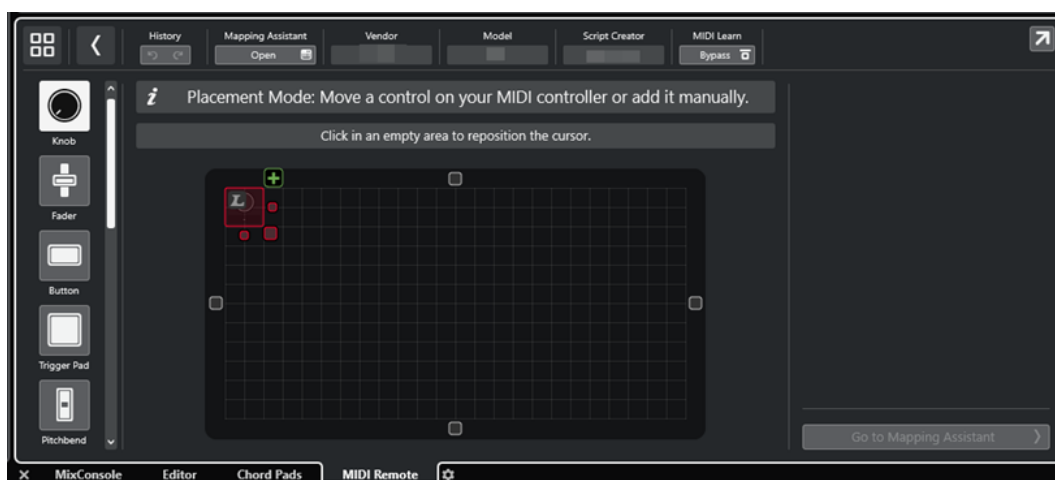 History Mapping Assistant Vendor Model Script Creator MIDI Learn
Open Bypass
i Placement Mode: Move a control on your MIDI controller or add it manually.
Click in an empty area to reposition the cursor.
Knob
L
Fader
Button
Trigger Pad
Pitchbend
Go to Mapping Assistant
MixConsole Editor Chord Pads MIDI Remote